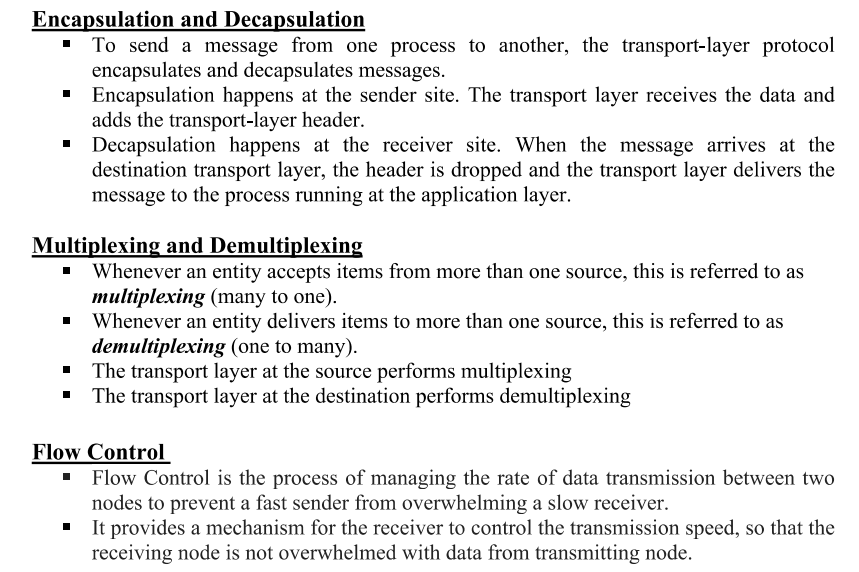 Encapsulation and Decapsulation
▪ To send a message from one process to another, the transport-layer protocol
encapsulates and decapsulates messages.
▪ Encapsulation happens at the sender site. The transport layer receives the data and
adds the transport-layer header.
▪ Decapsulation happens at the receiver site. When the message arrives at the
destination transport layer, the header is dropped and the transport layer delivers the
message to the process running at the application layer.
Multiplexing and Demultiplexing
▪ Whenever an entity accepts items from more than one source, this is referred to as
multiplexing (many to one).
▪ Whenever an entity delivers items to more than one source, this is referred to as
demultiplexing (one to many).
▪ The transport layer at the source performs multiplexing
▪ The transport layer at the destination performs demultiplexing
Flow Control
▪ Flow Control is the process of managing the rate of data transmission between two
nodes to prevent a fast sender from overwhelming a slow receiver.
▪ It provides a mechanism for the receiver to control the transmission speed, so that the
receiving node is not overwhelmed with data from transmitting node.